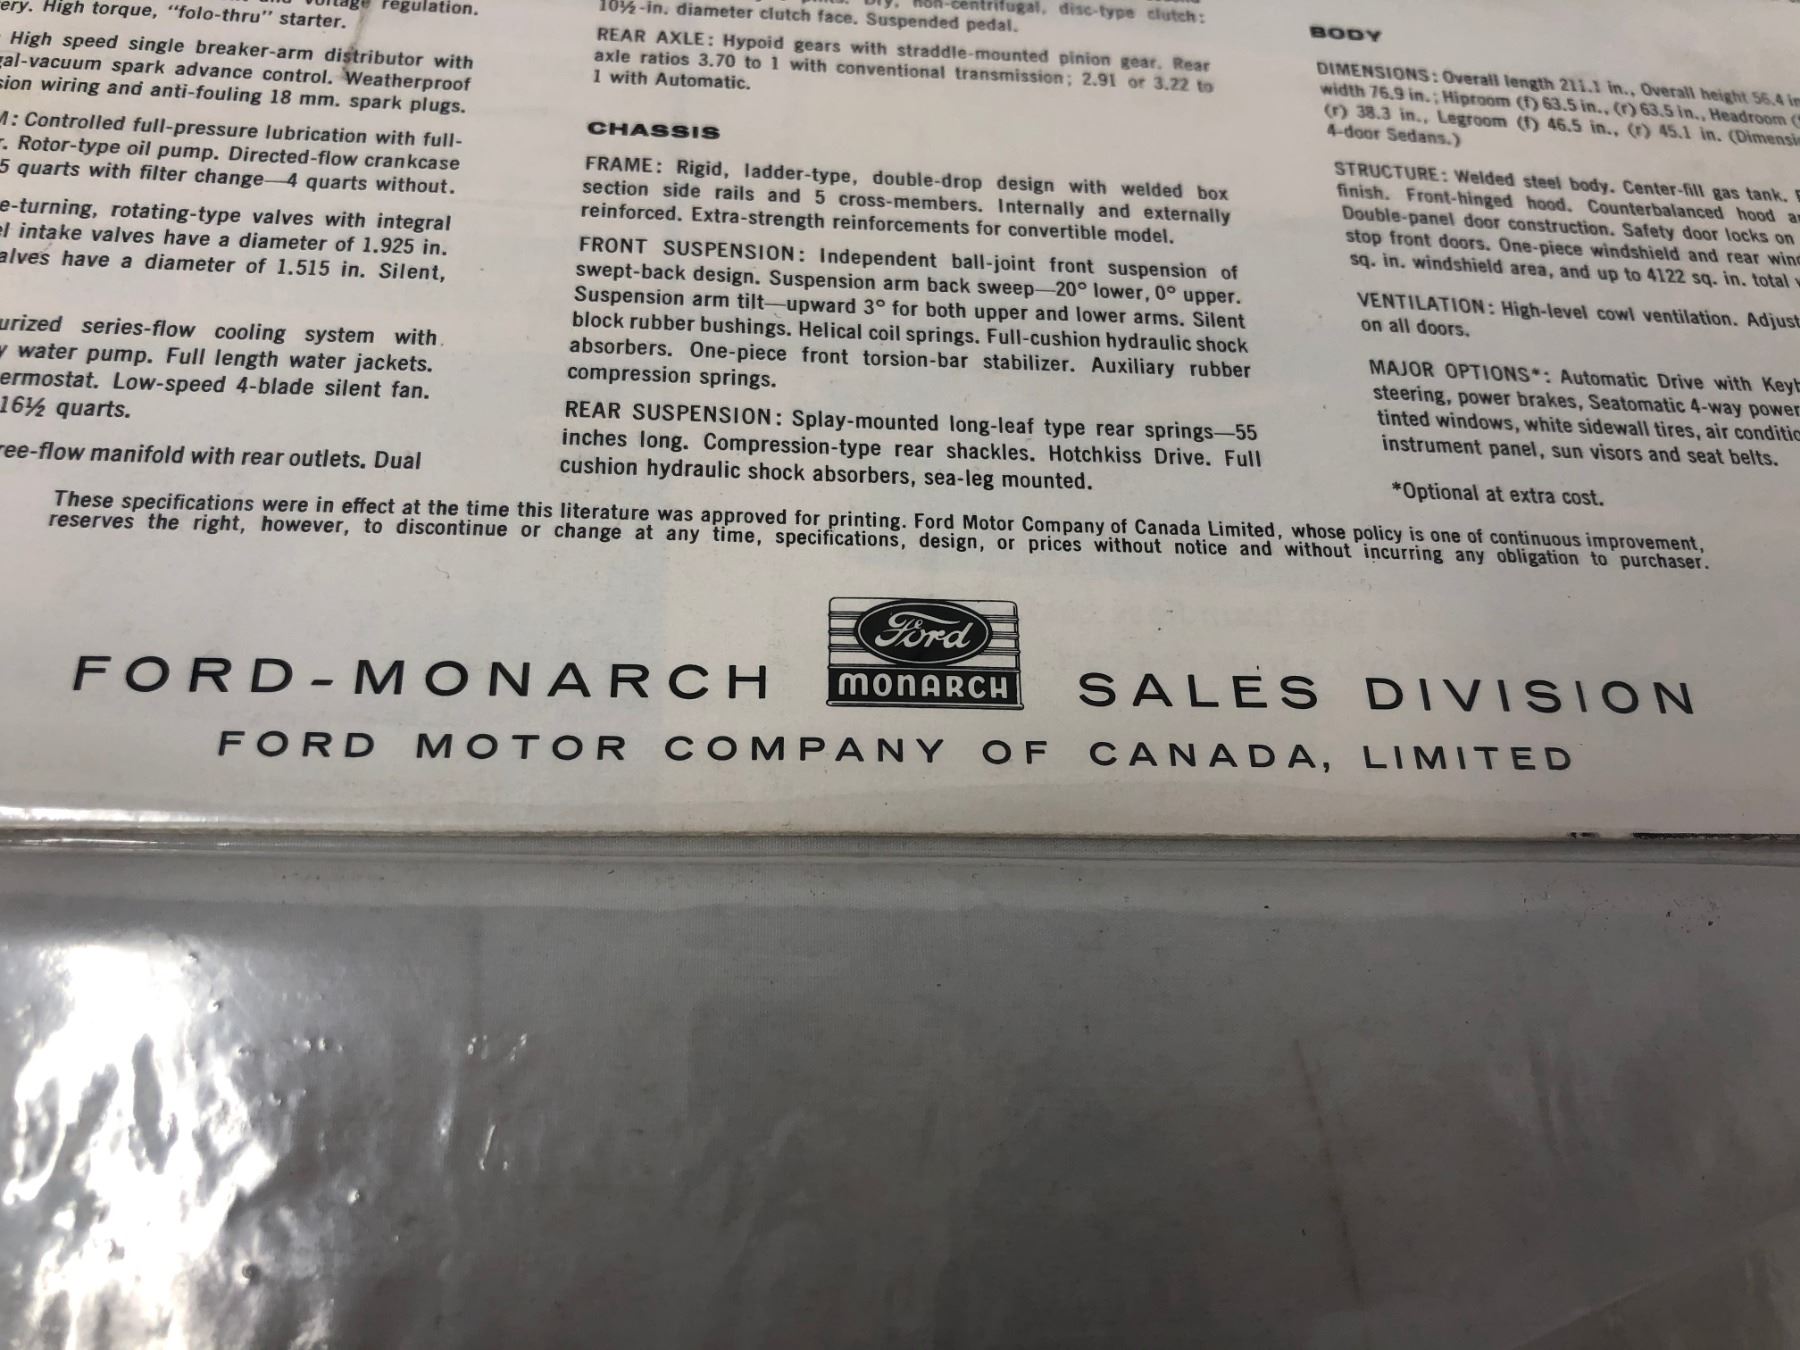 ery. High torque, "folo-thru" starter. regulation.
High speed single breaker-arm distributor with
gal-vacuum spark advance control. Weatherproof
sion wiring and anti-fouling 18 mm. spark plugs.
M: Controlled full-pressure lubrication with full-
r. Rotor-type oil pump. Directed-flow crankcase
5 quarts with filter change—4 quarts without.
e-turning, rotating-type valves with integral
el intake valves have a diameter of 1.925 in.
alves have a diameter of 1.515 in. Silent,
urized series-flow cooling system with
y water pump. Full length water jackets.
ermostat. Low-speed 4-blade silent fan.
16½ quarts.
ree-flow manifold with rear outlets. Dual
Dry, non-centrifugal, disc-type clutch:
10½-in. diameter clutch face. Suspended pedal.
REAR AXLE: Hypoid gears with straddle-mounted pinion gear. Rear
axle ratios 3.70 to 1 with conventional transmission; 2.91 or 3.22 to
1 with Automatic.
CHASSIS
FRAME: Rigid, ladder-type, double-drop design with welded box
section side rails and 5 cross-members. Internally and externally
reinforced. Extra-strength reinforcements for convertible model.
FRONT SUSPENSION: Independent ball-joint front suspension of
swept-back design. Suspension arm back sweep—20° lower, 0° upper.
Suspension arm tilt—upward 3° for both upper and lower arms. Silent
block rubber bushings. Helical coil springs. Full-cushion hydraulic shock
absorbers. One-piece front torsion-bar stabilizer. Auxiliary rubber
compression springs.
REAR SUSPENSION: Splay-mounted long-leaf type rear springs—55
inches long. Compression-type rear shackles. Hotchkiss Drive. Full
cushion hydraulic shock absorbers, sea-leg mounted.
BODY
DIMENSIONS: Overall length 211.1 in., Overall height 56.4 in
width 76.9 in.; Hiproom (f) 63.5 in., (r) 63.5 in., Headroom (
(r) 38.3 in., Legroom (f) 46.5 in., (r) 45.1 in. (Dimensi
4-door Sedans.)
STRUCTURE: Welded steel body. Center-fill gas tank.
finish. Front-hinged hood. Counterbalanced hood a
Double-panel door construction. Safety door locks on
stop front doors. One-piece windshield and rear wind
sq. in. windshield area, and up to 4122 sq. in. total
VENTILATION: High-level cowl ventilation. Adjust
on all doors.
MAJOR OPTIONS*: Automatic Drive with Keyb
steering, power brakes, Seatomatic 4-way power
tinted windows, white sidewall tires, air conditio
instrument panel, sun visors and seat belts.
*Optional at extra cost.
These specifications were in effect at the time this literature was approved for printing. Ford Motor Company of Canada Limited, whose policy is one of continuous improvement,
reserves the right, however, to discontinue or change at any time, specifications, design, or prices without notice and without incurring any obligation to purchaser.
FORD-MONARCH Ford MONARCH SALES DIVISION
FORD MOTOR COMPANY OF CANADA, LIMITED